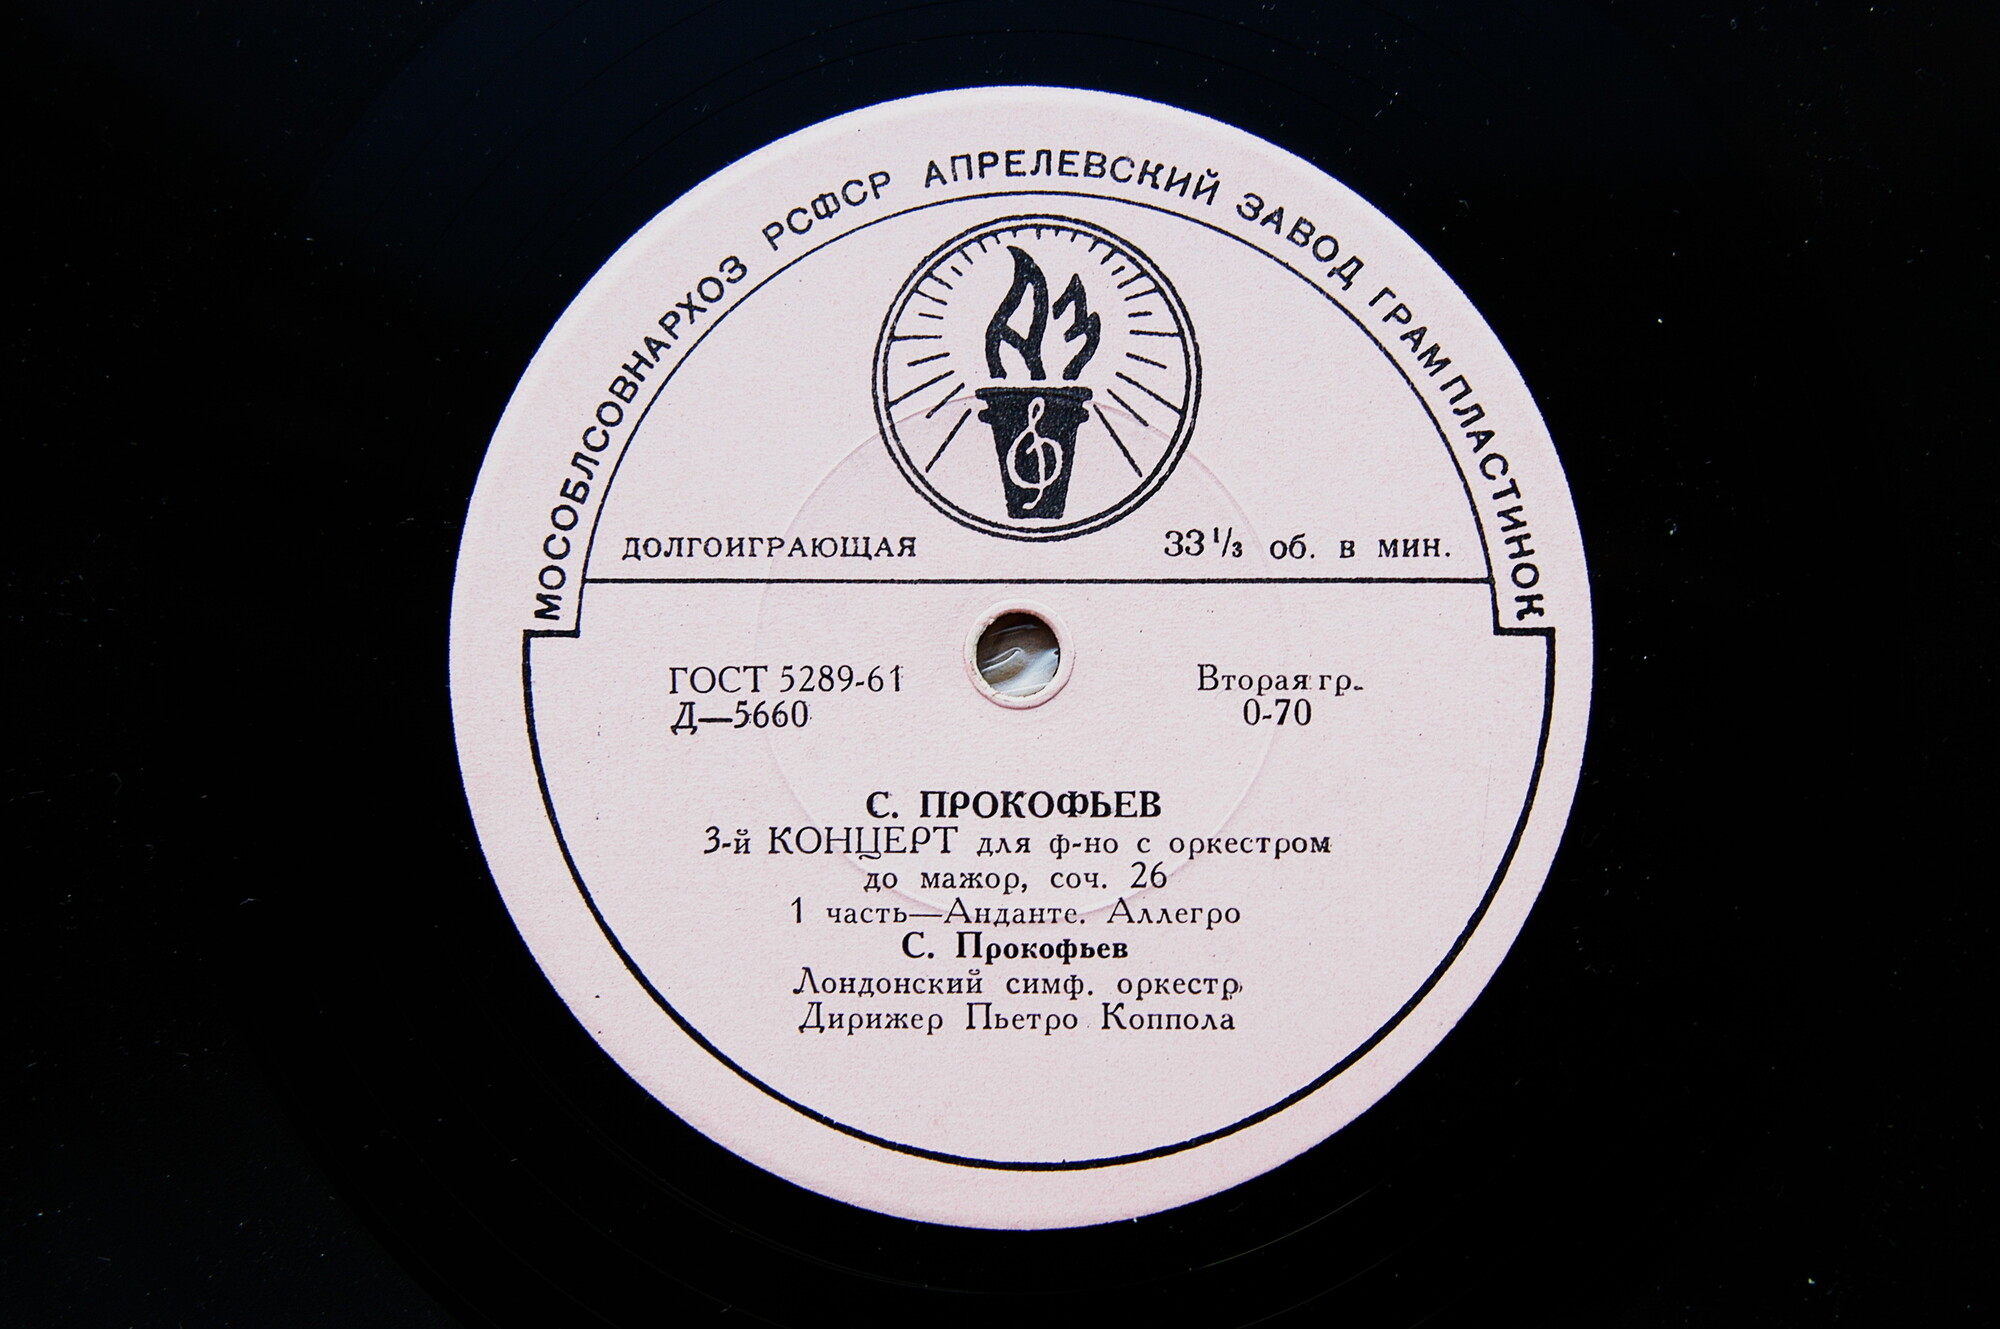 МОСОБЛСОВНАРХОЗ РСФСР АПРЕЛЕВСКИЙ ЗАВОД ГРАМПЛАСТИНОК
АЗ
ДОЛГОИГРАЮЩАЯ 33 1/3 об. в мин.
ГОСТ 5289-61 Вторая гр.
Д—5660 0-70
С. ПРОКОФЬЕВ
3-й КОНЦЕРТ для ф-но с оркестром
до мажор, соч. 26
1 часть—Анданте. Аллегро
С. Прокофьев
Лондонский симф. оркестр
Дирижер Пьетро Коппола